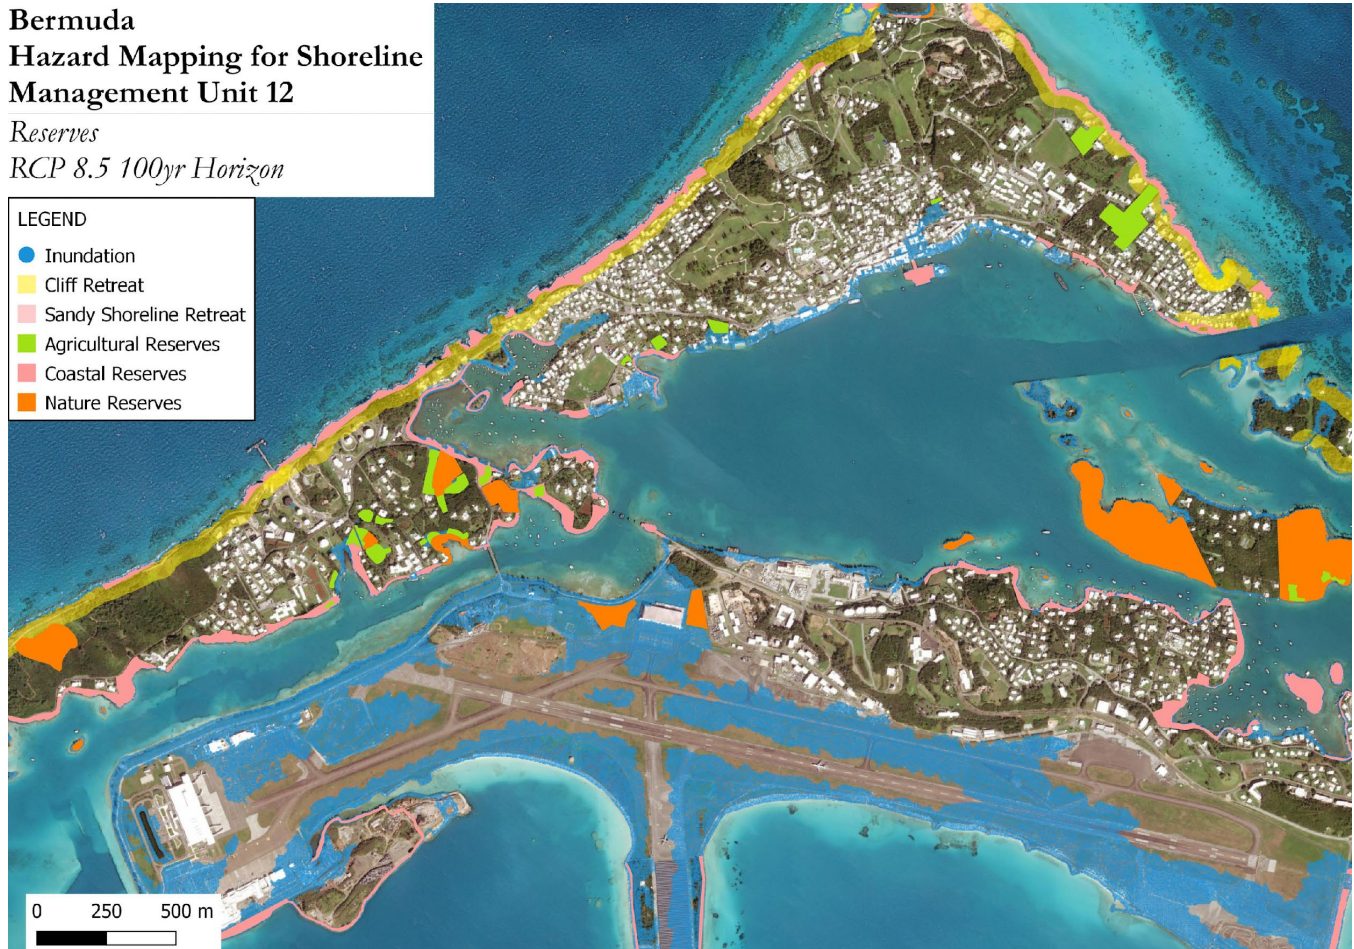 Bermuda
Hazard Mapping for Shoreline
Management Unit 12
Reserves
RCP 8.5 100yr Horizon
LEGEND
Inundation
Cliff Retreat
Sandy Shoreline Retreat
Agricultural Reserves
Coastal Reserves
Nature Reserves
0 250 500 m